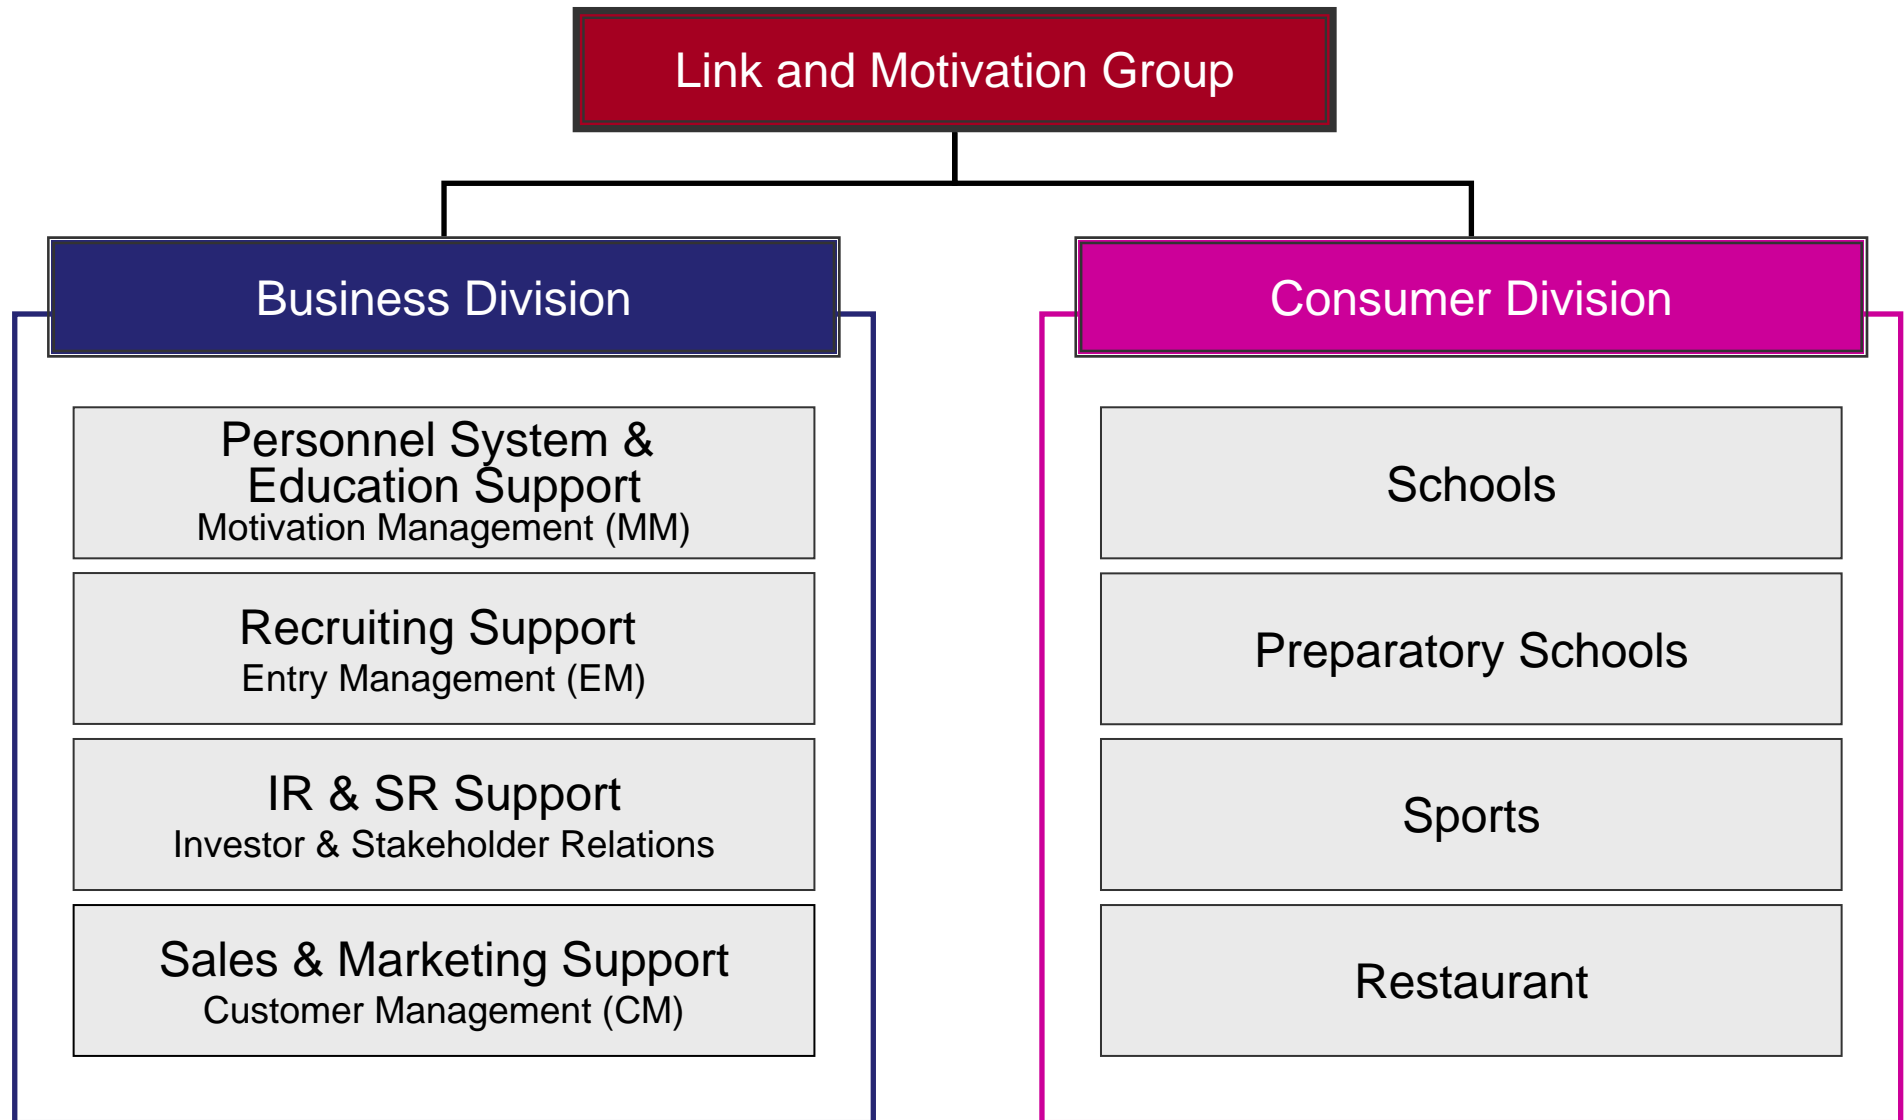 Link and Motivation Group
Business Division
Personnel System &
Education Support
Motivation Management (MM)
Recruiting Support
Entry Management (EM)
IR & SR Support
Investor & Stakeholder Relations
Sales & Marketing Support
Customer Management (CM)
Consumer Division
Schools
Preparatory Schools
Sports
Restaurant